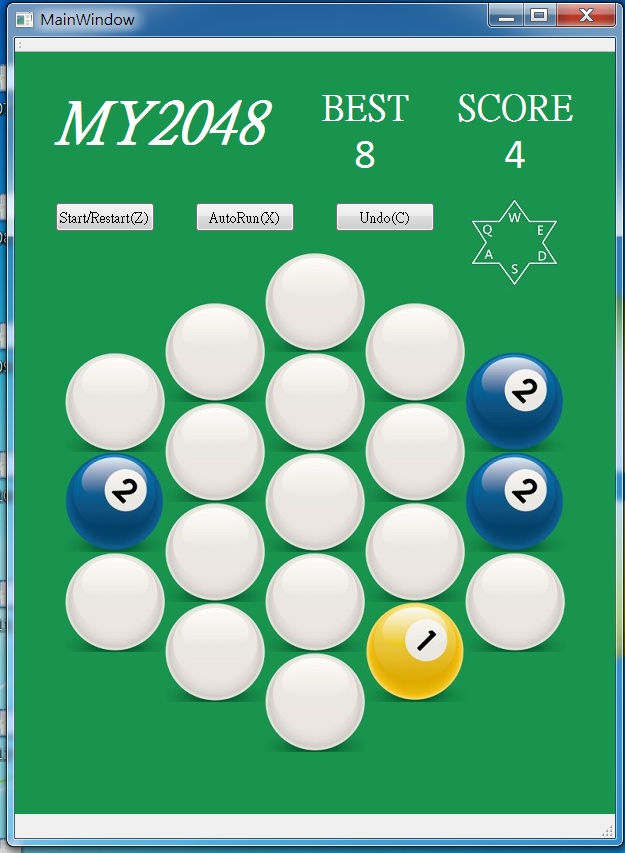 MainWindow
MY2048
BEST
SCORE
8
4
Start/Restart(Z)
AutoRun(X)
Undo(C)
W
Q
E
A
D
S
2
2
2
1